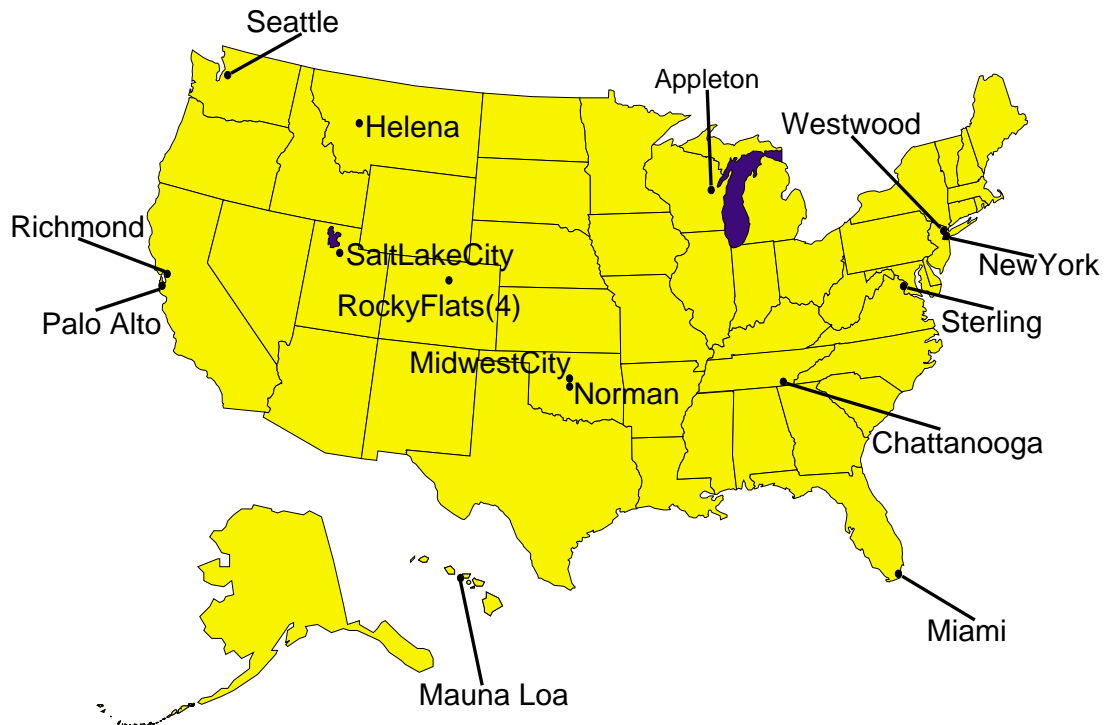 Seattle
Appleton
Westwood
Helena
Richmond
SaltLakeCity
NewYork
RockyFlats(4)
Palo Alto
Sterling
MidwestCity
Norman
Chattanooga
Miami
Mauna Loa